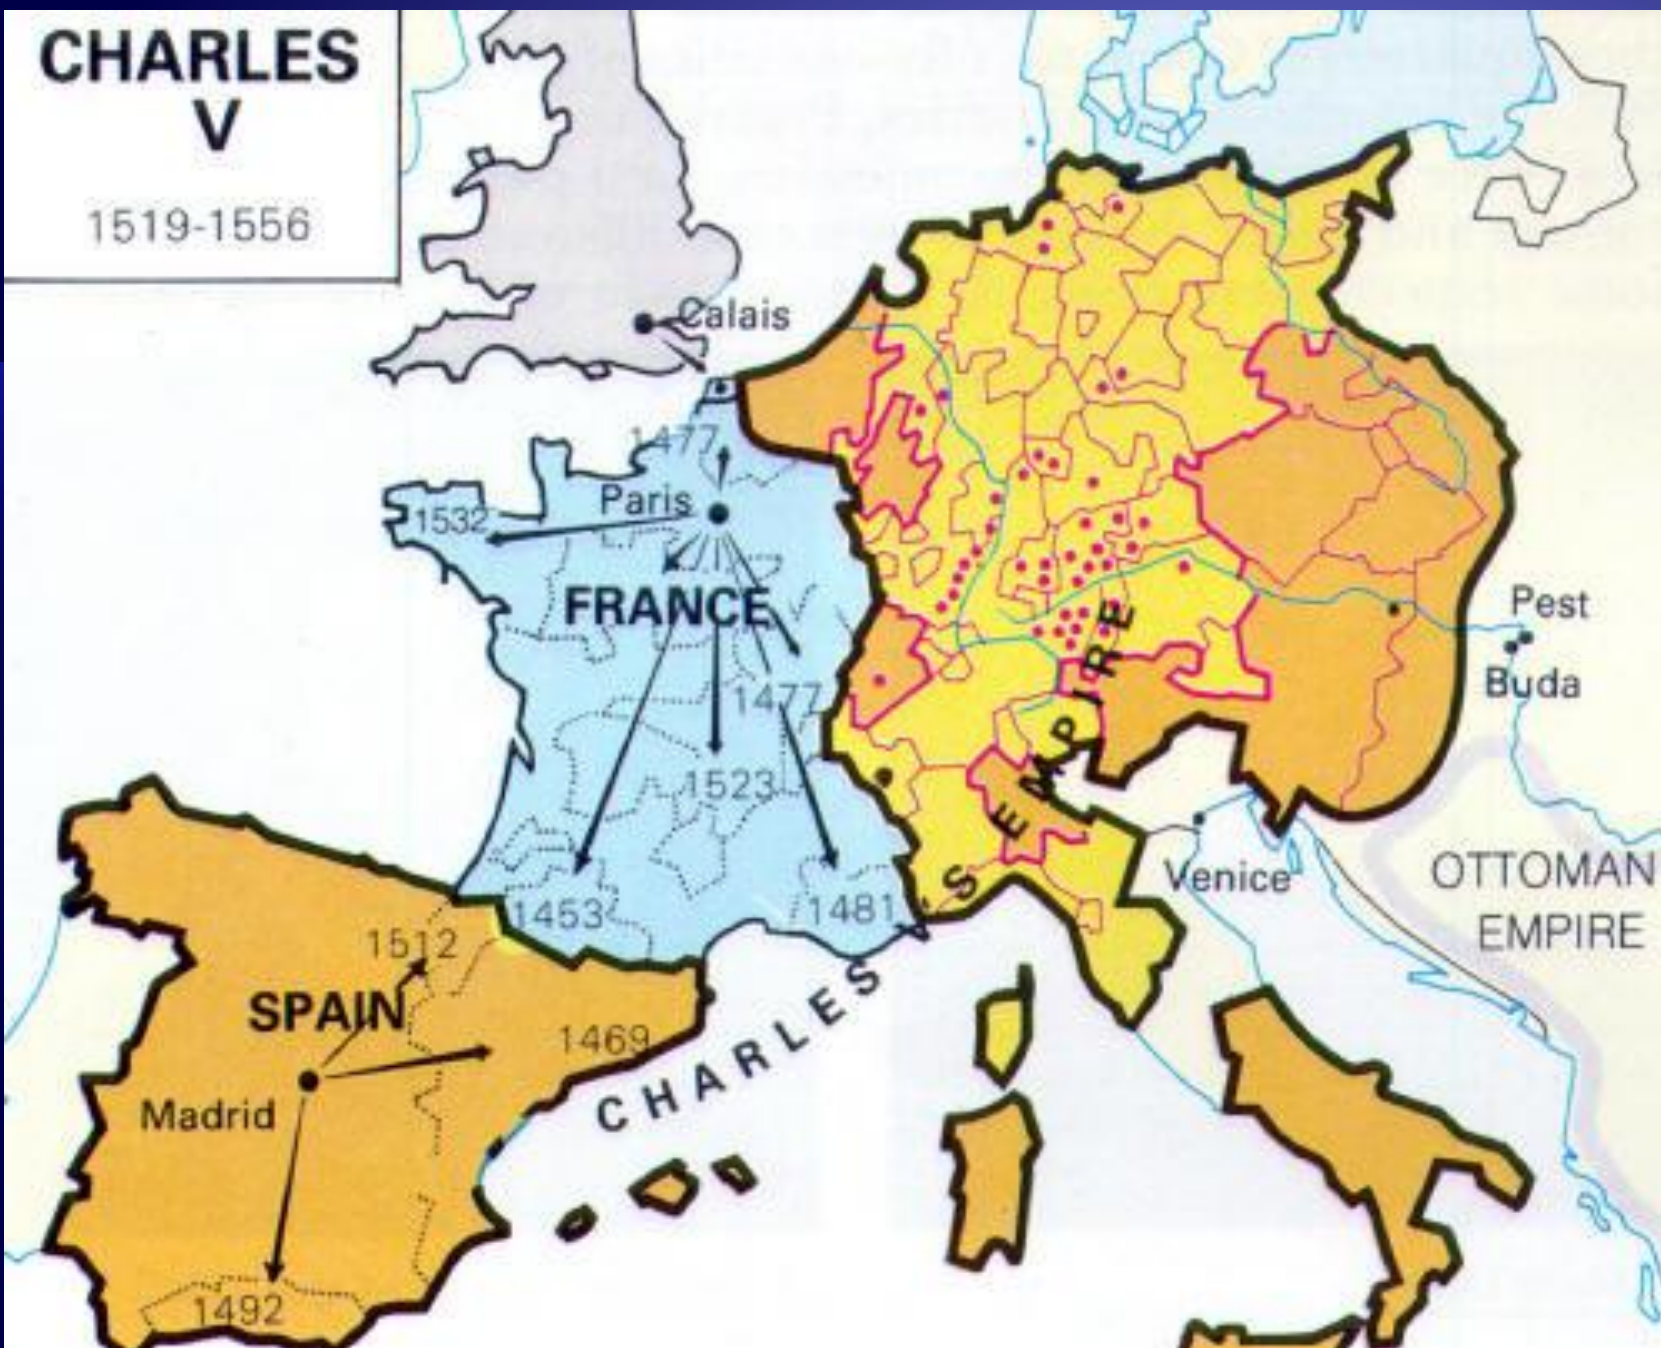 CHARLES
V
1519-1556
Calais
1477
Paris
1532
FRANCE
1477
1523
1453
1481
1512
SPAIN
1469
Madrid
1492
CHARLES'S EMPIRE
Pest
Buda
Venice
OTTOMAN
EMPIRE